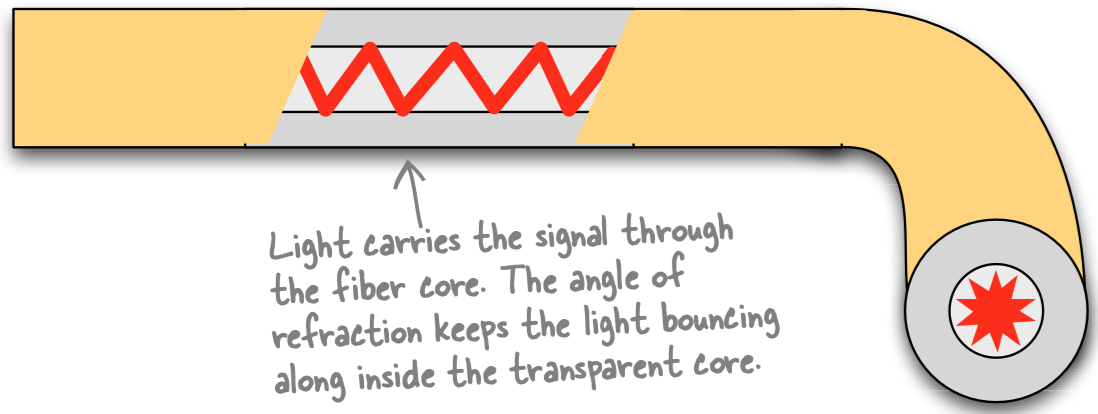 Light carries the signal through
the fiber core. The angle of
refraction keeps the light bouncing
along inside the transparent core.